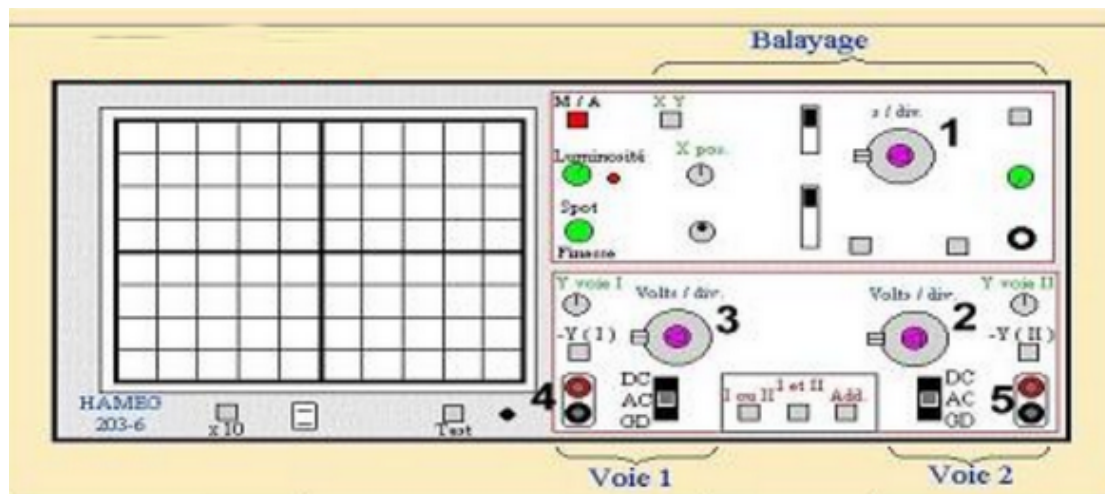 Balayage
M / A
X Y
s / div.
1
Luminosité
X pos.
Spot
Finesse
Y voie I
Volts / div.
3
Volts / div.
2
Y voie II
-Y ( I )
-Y ( II )
4
DC
AC
GD
I ou II
I et II
Add.
DC
AC
GD
5
HAMEG
203-6
x 10
Test
Voie 1
Voie 2